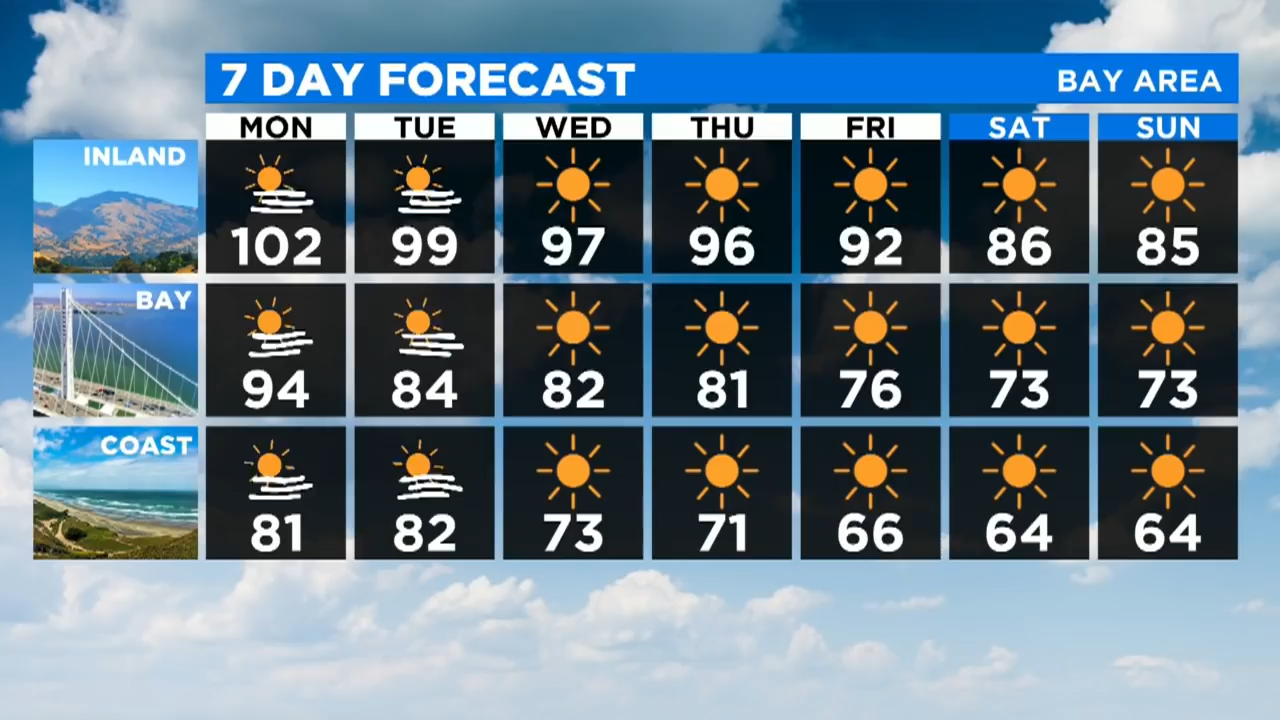 7 DAY FORECAST BAY AREA
MON TUE WED THU FRI SAT SUN
INLAND
102 99 97 96 92 86 85
BAY
94 84 82 81 76 73 73
COAST
81 82 73 71 66 64 64